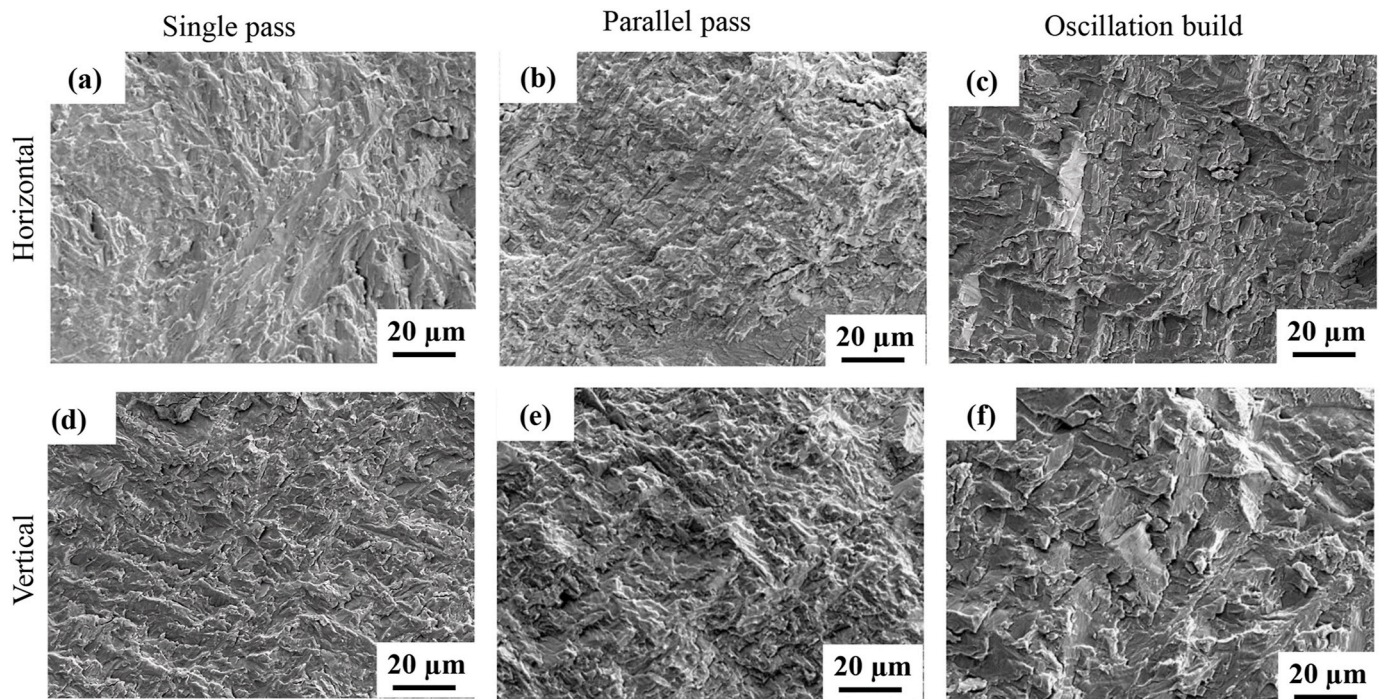 Single pass
Parallel pass
Oscillation build
Horizontal
(a)
20 µm
(b)
20 µm
(c)
20 µm
Vertical
(d)
20 µm
(e)
20 µm
(f)
20 µm